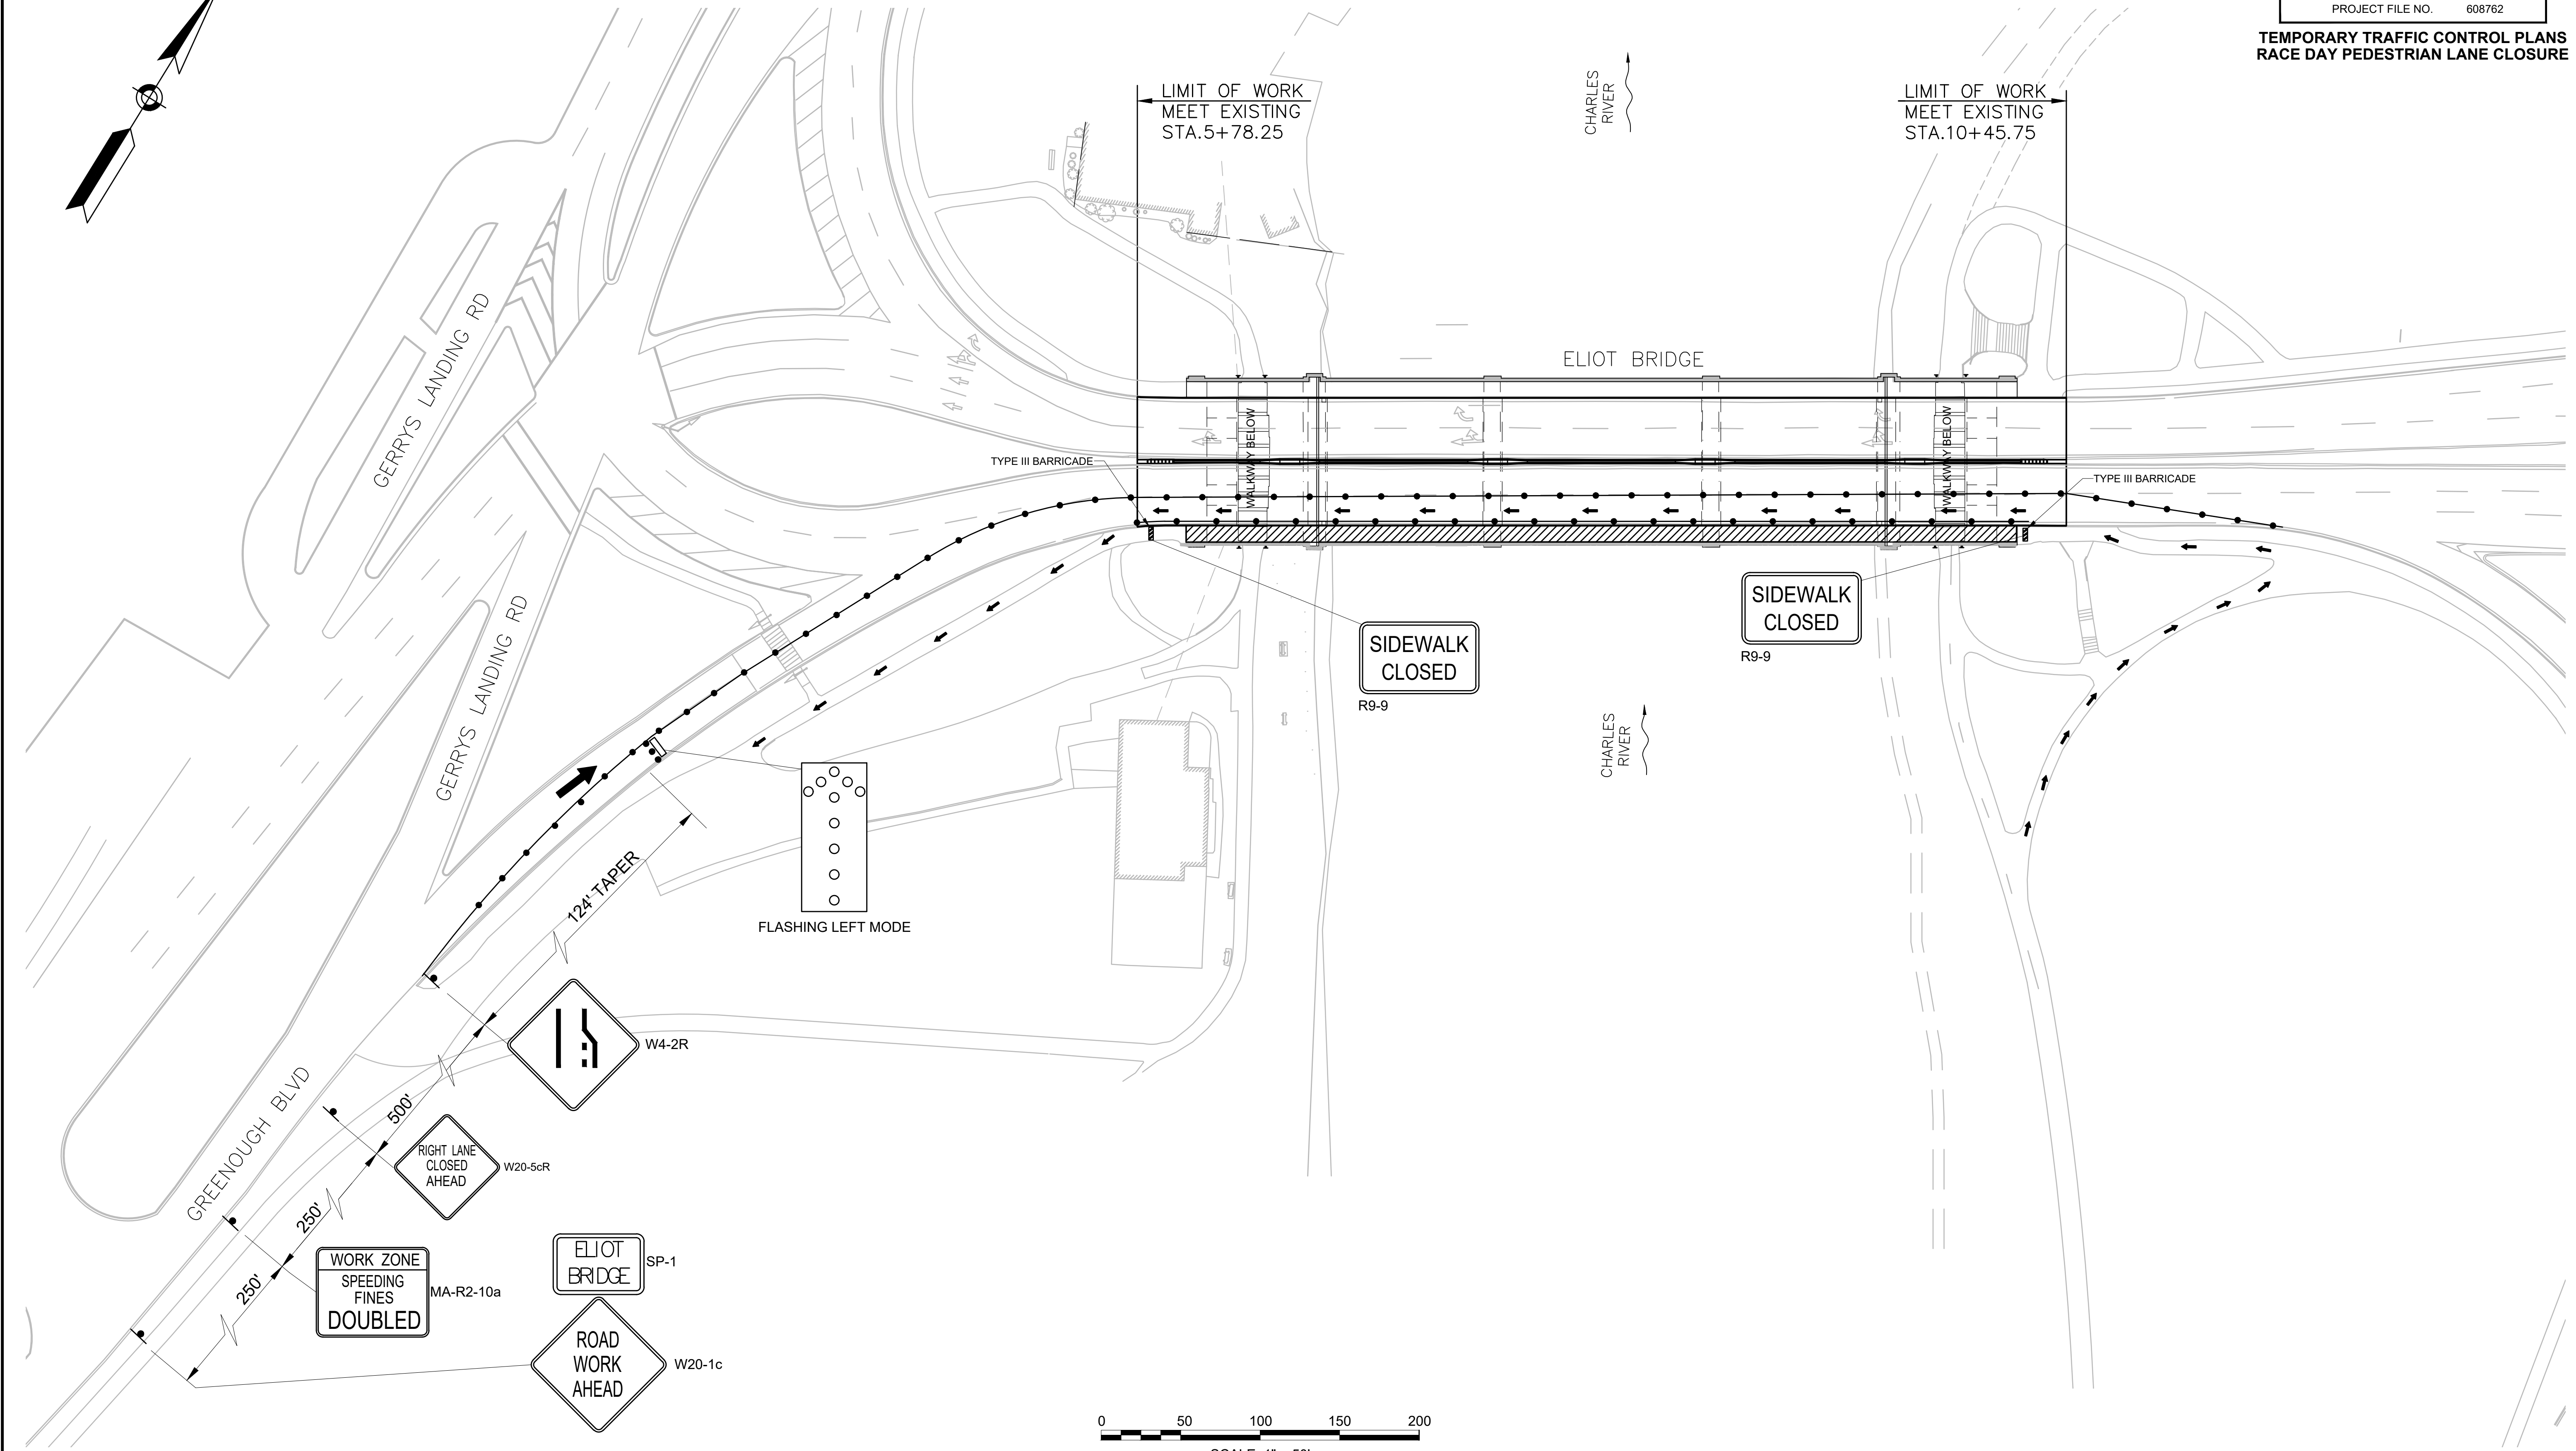 PROJECT FILE NO. 608762
TEMPORARY TRAFFIC CONTROL PLANS
RACE DAY PEDESTRIAN LANE CLOSURE
LIMIT OF WORK
MEET EXISTING
STA.5+78.25
CHARLES
RIVER
LIMIT OF WORK
MEET EXISTING
STA.10+45.75
GERRYS LANDING RD
ELIOT BRIDGE
WALKWAY BELOW
WALKWAY BELOW
TYPE III BARRICADE
TYPE III BARRICADE
SIDEWALK
CLOSED
R9-9
SIDEWALK
CLOSED
R9-9
GERRYS LANDING RD
CHARLES
RIVER
124' TAPER
FLASHING LEFT MODE
W4-2R
500'
GREENOUGH BLVD
RIGHT LANE
CLOSED
AHEAD
W20-5cR
250'
WORK ZONE
SPEEDING
FINES
DOUBLED
MA-R2-10a
250'
ELIOT
BRIDGE
SP-1
ROAD
WORK
AHEAD
W20-1c
0 50 100 150 200